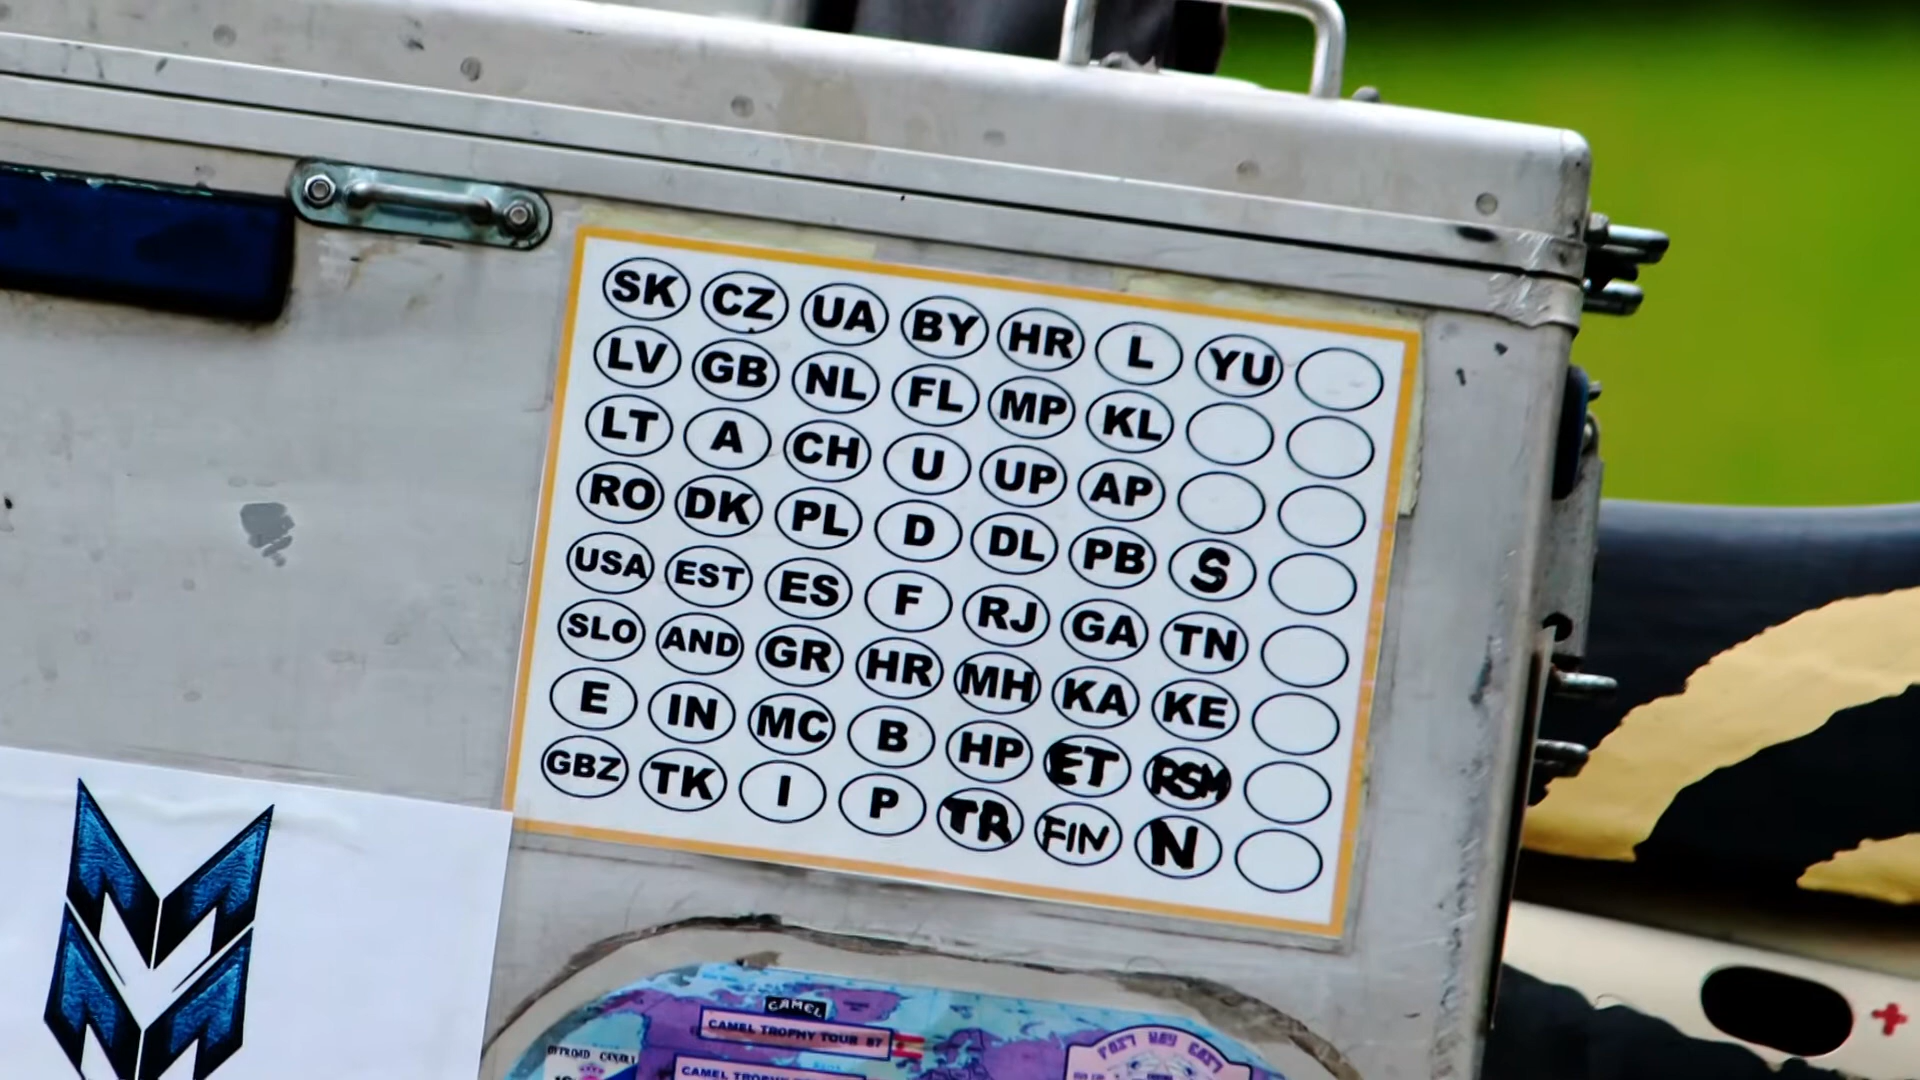 SK CZ UA BY HR L YU
LV GB NL FL MP KL
LT A CH U UP AP
RO DK PL D DL PB S
USA EST ES F RJ GA TN
SLO AND GR HR MH KA KE
E IN MC B HP ET RSM
GBZ TK I P TR FIN N
CAMEL
CAMEL TROPHY TOUR 87
OFFROAD
CAMEL